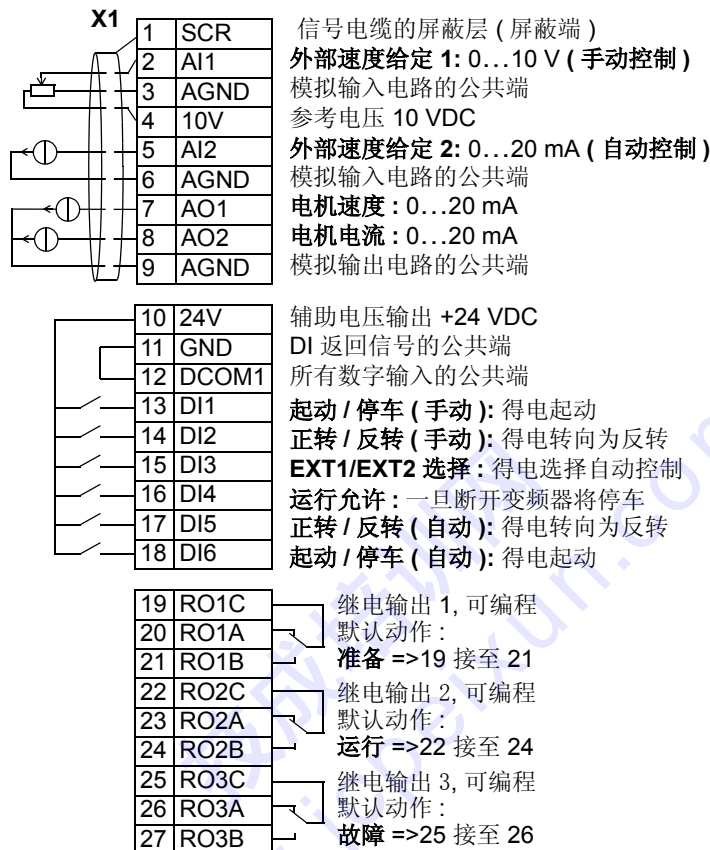 X1
1 SCR 信号电缆的屏蔽层 ( 屏蔽端 )
2 AI1 外部速度给定 1: 0…10 V ( 手动控制 )
3 AGND 模拟输入电路的公共端
4 10V 参考电压 10 VDC
5 AI2 外部速度给定 2: 0…20 mA ( 自动控制 )
6 AGND 模拟输入电路的公共端
7 AO1 电机速度 : 0…20 mA
8 AO2 电机电流 : 0…20 mA
9 AGND 模拟输出电路的公共端
10 24V 辅助电压输出 +24 VDC
11 GND DI 返回信号的公共端
12 DCOM1 所有数字输入的公共端
13 DI1 起动 / 停车 ( 手动 ): 得电起动
14 DI2 正转 / 反转 ( 手动 ): 得电转向为反转
15 DI3 EXT1/EXT2 选择 : 得电选择自动控制
16 DI4 运行允许 : 一旦断开变频器将停车
17 DI5 正转 / 反转 ( 自动 ): 得电转向为反转
18 DI6 起动 / 停车 ( 自动 ): 得电起动
19 RO1C 继电输出 1, 可编程
20 RO1A 默认动作 :
21 RO1B 准备 =>19 接至 21
22 RO2C 继电输出 2, 可编程
23 RO2A 默认动作 :
24 RO2B 运行 =>22 接至 24
25 RO3C 继电输出 3, 可编程
26 RO3A 默认动作 :
27 RO3B 故障 =>25 接至 26